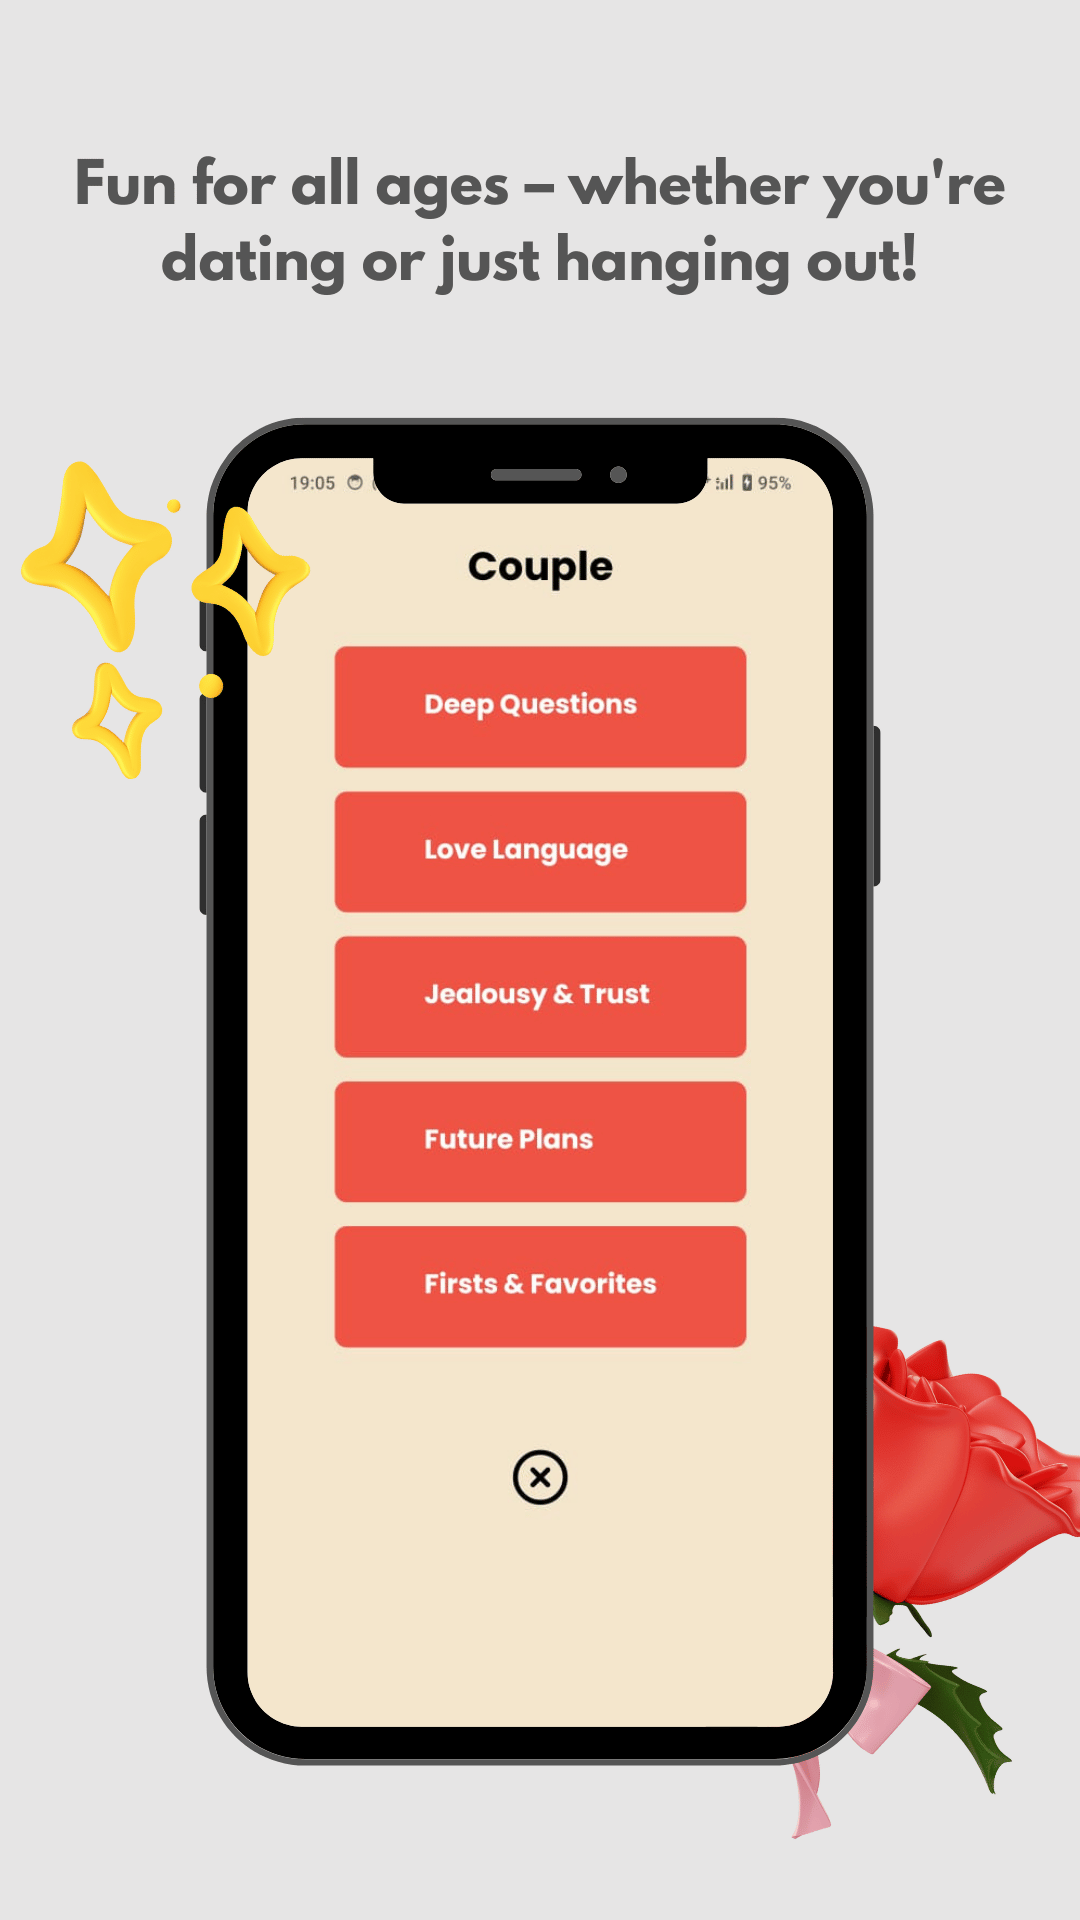 Fun for all ages – whether you're
dating or just hanging out!
19:05
95%
Couple
Deep Questions
Love Language
Jealousy & Trust
Future Plans
Firsts & Favorites